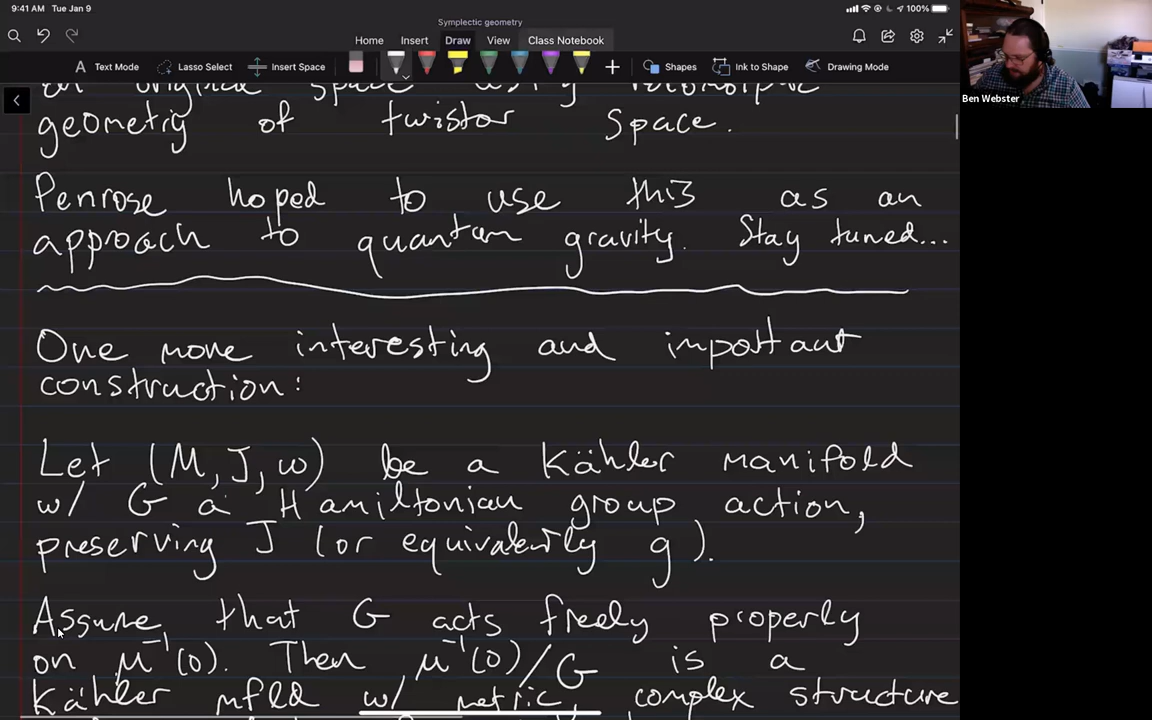 9:41 AM Tue Jan 9
100%
Symplectic geometry
Home Insert Draw View Class Notebook
Text Mode Lasso Select Insert Space Shapes Ink to Shape Drawing Mode
Ben Webster
original space using
geometry of twistor space.
Penrose hoped to use this as an
approach to quantum gravity. Stay tuned...
One more interesting and important
construction:
Let (M, J, ω) be a Kähler manifold
w/ G a Hamiltonian group action,
preserving J (or equivalently g).
Assume that G acts freely properly
on μ⁻¹(0). Then μ⁻¹(0)/G is a
Kähler mfld w/ metric, complex structure